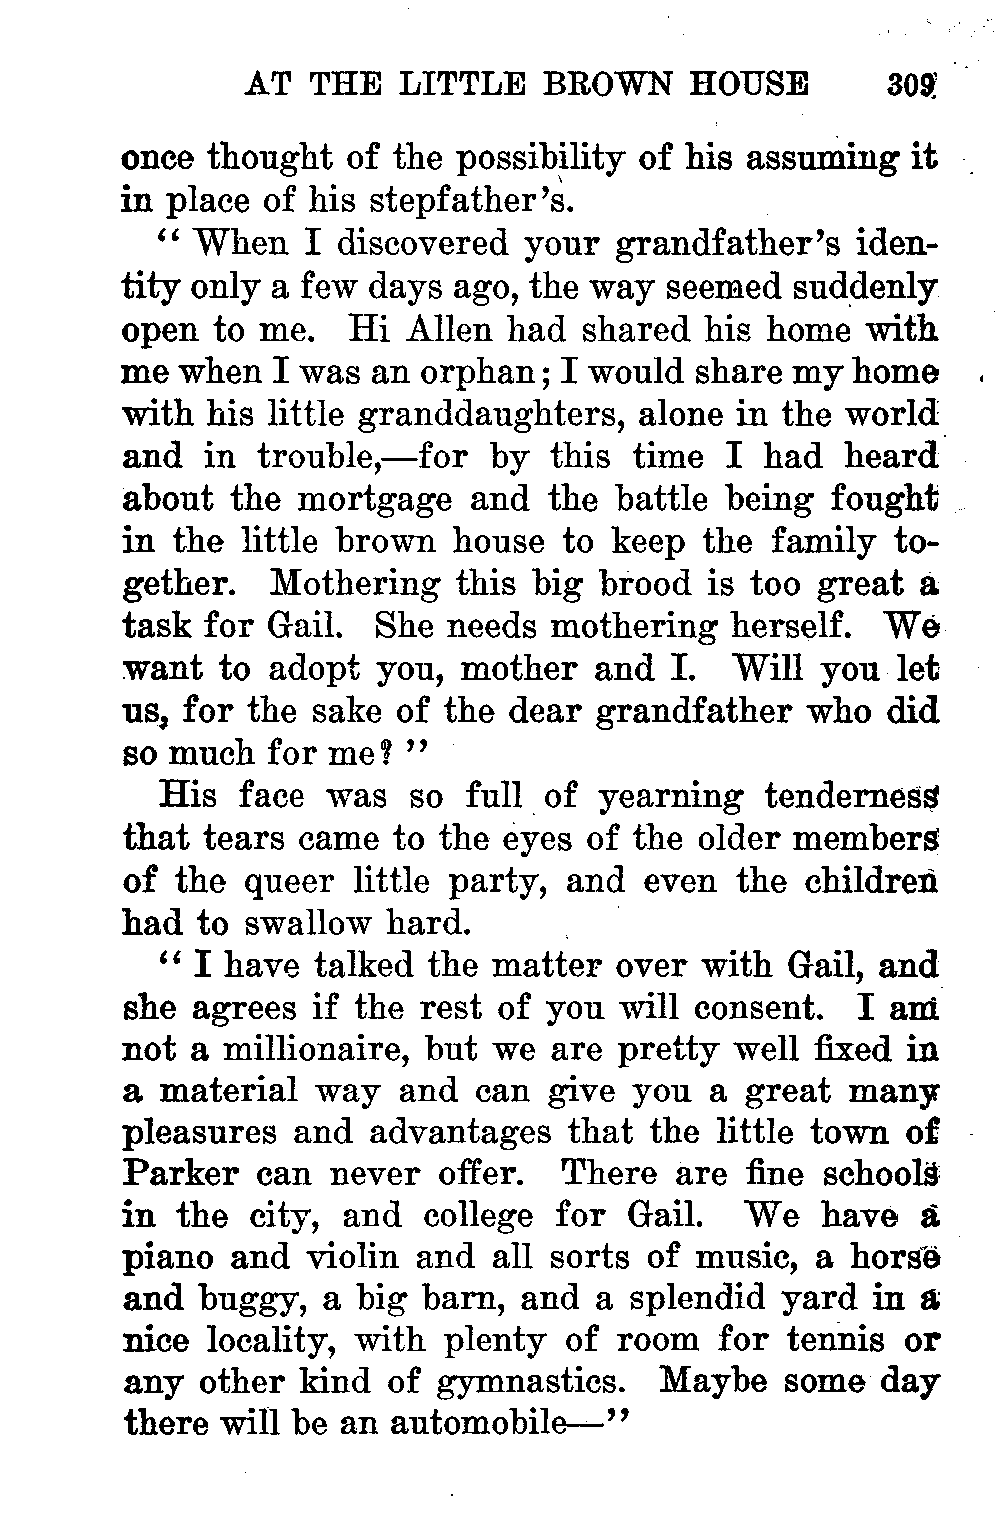 AT THE LITTLE BROWN HOUSE 309
once thought of the possibility of his assuming it
in place of his stepfather's.
"When I discovered your grandfather's iden-
tity only a few days ago, the way seemed suddenly
open to me. Hi Allen had shared his home with
me when I was an orphan; I would share my home
with his little granddaughters, alone in the world
and in trouble,—for by this time I had heard
about the mortgage and the battle being fought
in the little brown house to keep the family to-
gether. Mothering this big brood is too great a
task for Gail. She needs mothering herself. We
want to adopt you, mother and I. Will you let
us, for the sake of the dear grandfather who did
so much for me?"
His face was so full of yearning tenderness
that tears came to the eyes of the older members
of the queer little party, and even the children
had to swallow hard.
"I have talked the matter over with Gail, and
she agrees if the rest of you will consent. I am
not a millionaire, but we are pretty well fixed in
a material way and can give you a great many
pleasures and advantages that the little town of
Parker can never offer. There are fine schools
in the city, and college for Gail. We have a
piano and violin and all sorts of music, a horse
and buggy, a big barn, and a splendid yard in a
nice locality, with plenty of room for tennis or
any other kind of gymnastics. Maybe some day
there will be an automobile—"